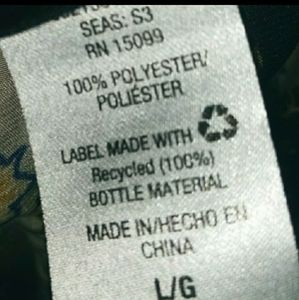 SEAS: S3
RN 15099
100% POLYESTER/
POLIÉSTER
LABEL MADE WITH
Recycled (100%)
BOTTLE MATERIAL
MADE IN/HECHO EN
CHINA
L/G